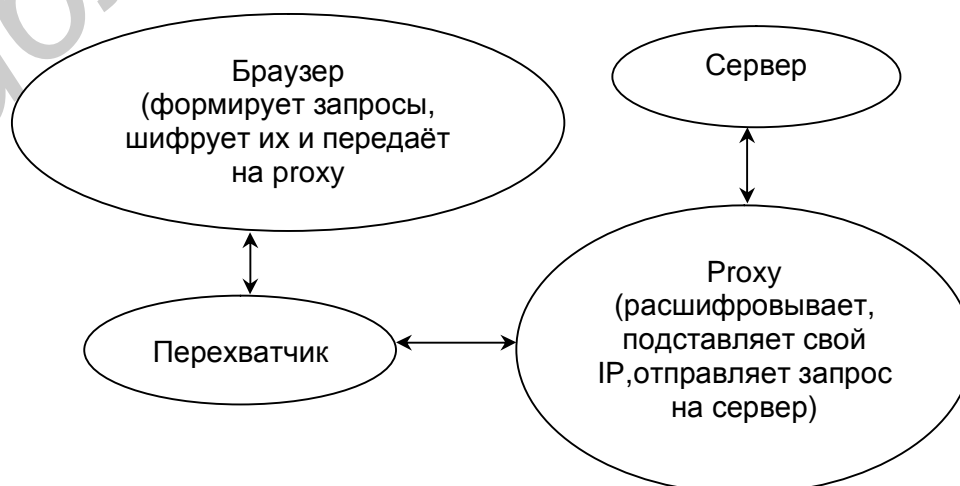 Браузер
(формирует запросы,
шифрует их и передаёт
на proxy
Сервер
Proxy
(расшифровывает,
подставляет свой
IP,отправляет запрос
на сервер)
Перехватчик